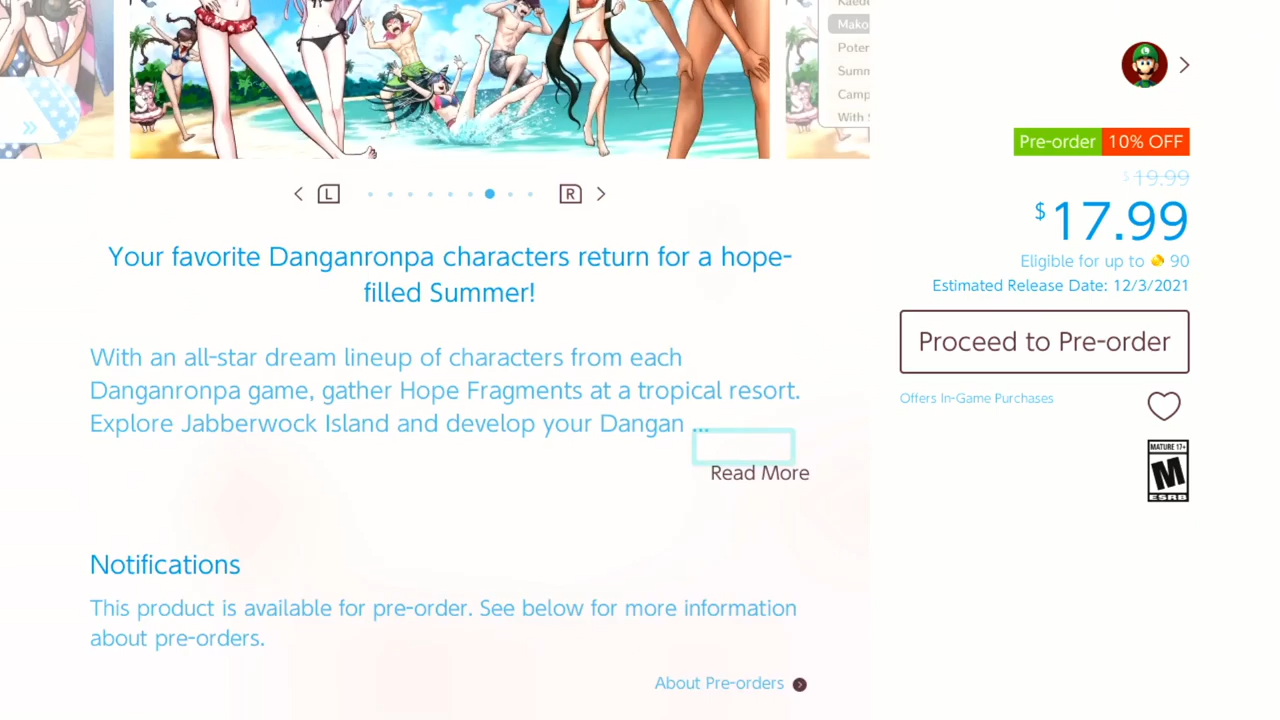 Kaede
Mako
Poten
Summ
Camp
With S
Pre-order 10% OFF
$19.99
$17.99
L
R
Your favorite Danganronpa characters return for a hope-
filled Summer!
Eligible for up to 90
Estimated Release Date: 12/3/2021
Proceed to Pre-order
With an all-star dream lineup of characters from each
Danganronpa game, gather Hope Fragments at a tropical resort.
Explore Jabberwock Island and develop your Dangan ...
Read More
Offers In-Game Purchases
MATURE 17+
M
ESRB
Notifications
This product is available for pre-order. See below for more information
about pre-orders.
About Pre-orders